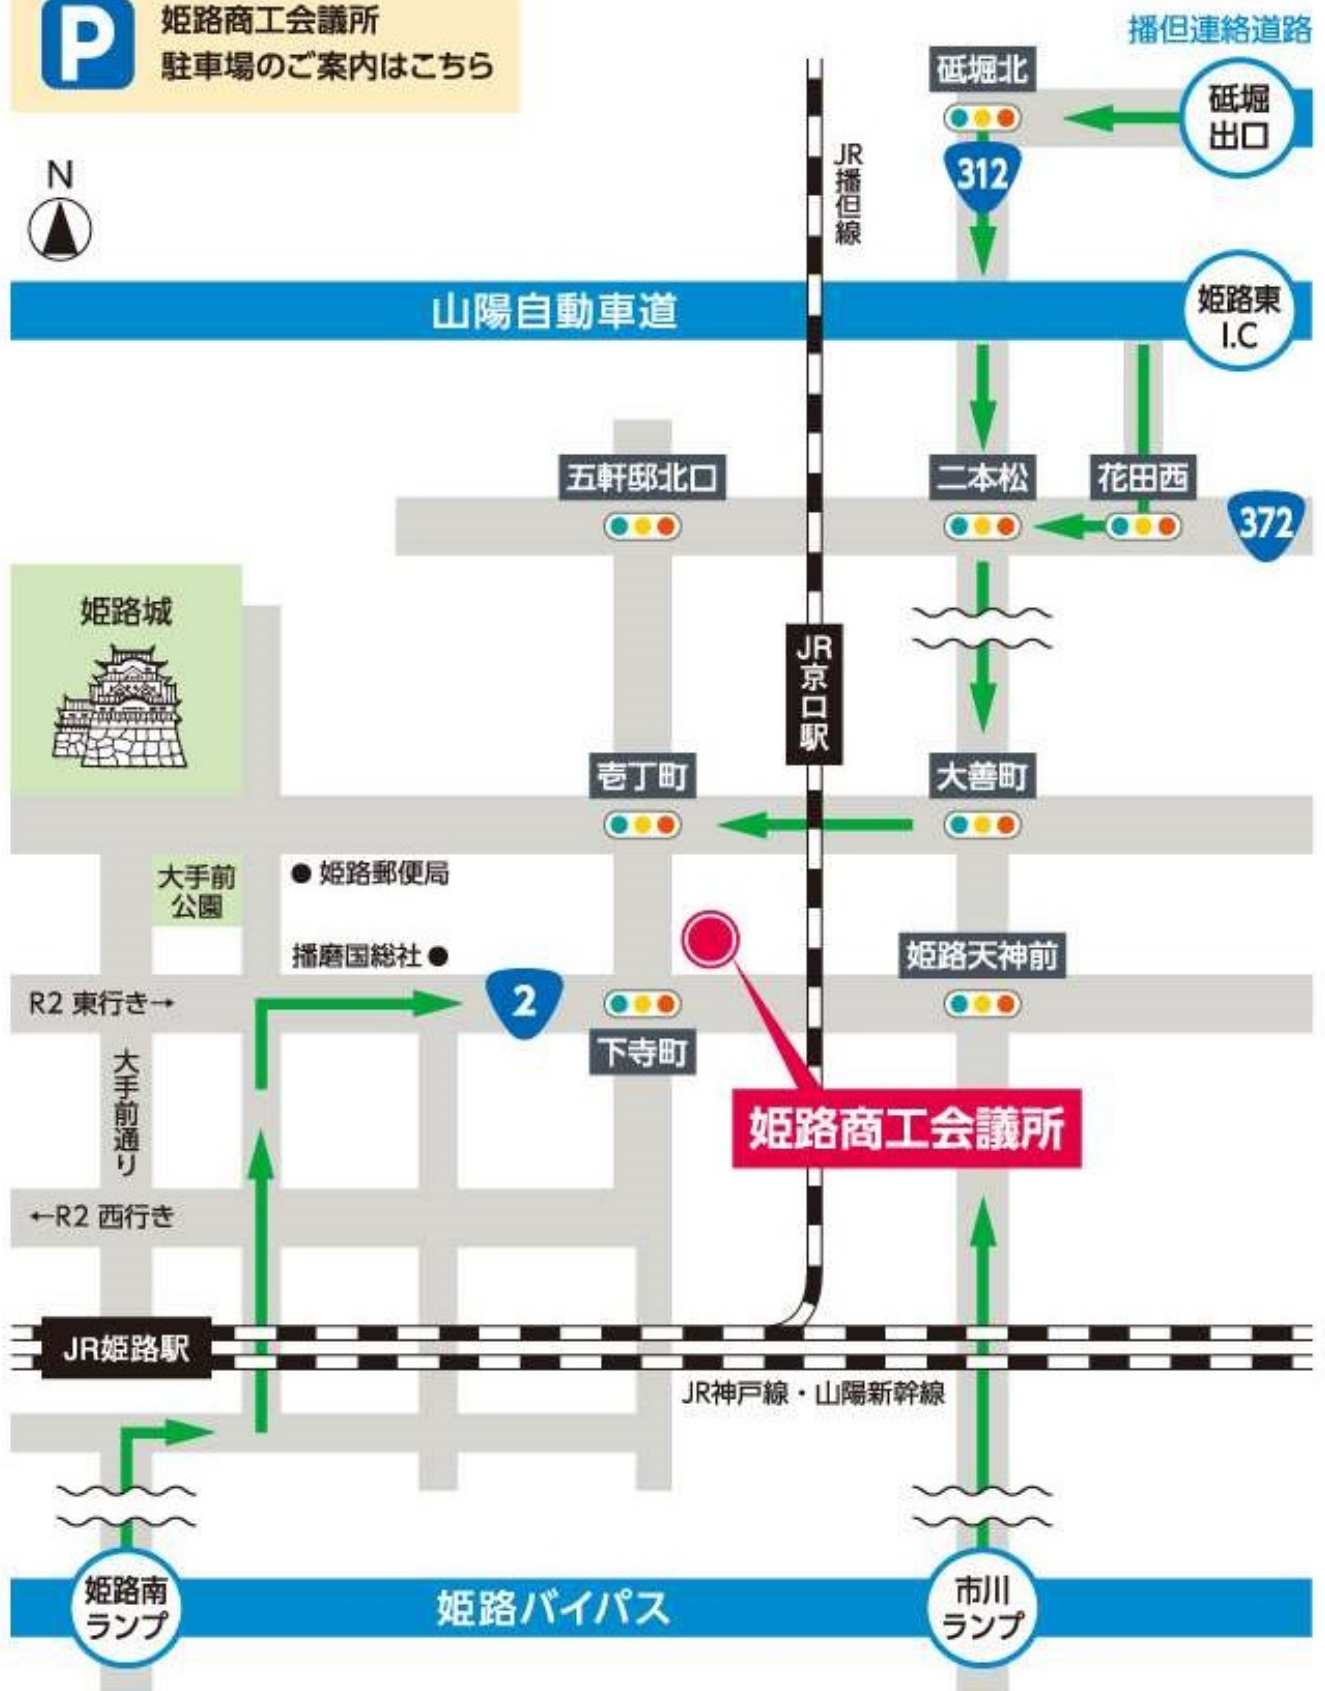 P
姫路商工会議所
駐車場のご案内はこちら
播但連絡道路
砥堀北
砥堀
出口
312
JR播但線
N
山陽自動車道
姫路東
I.C
五軒邸北口
二本松
花田西
372
姫路城
JR京口駅
壱丁町
大善町
大手前
公園
姫路郵便局
播磨国総社
姫路天神前
R2 東行き→
2
下寺町
大手前通り
姫路商工会議所
←R2 西行き
JR姫路駅
JR神戸線・山陽新幹線
姫路南
ランプ
姫路バイパス
市川
ランプ